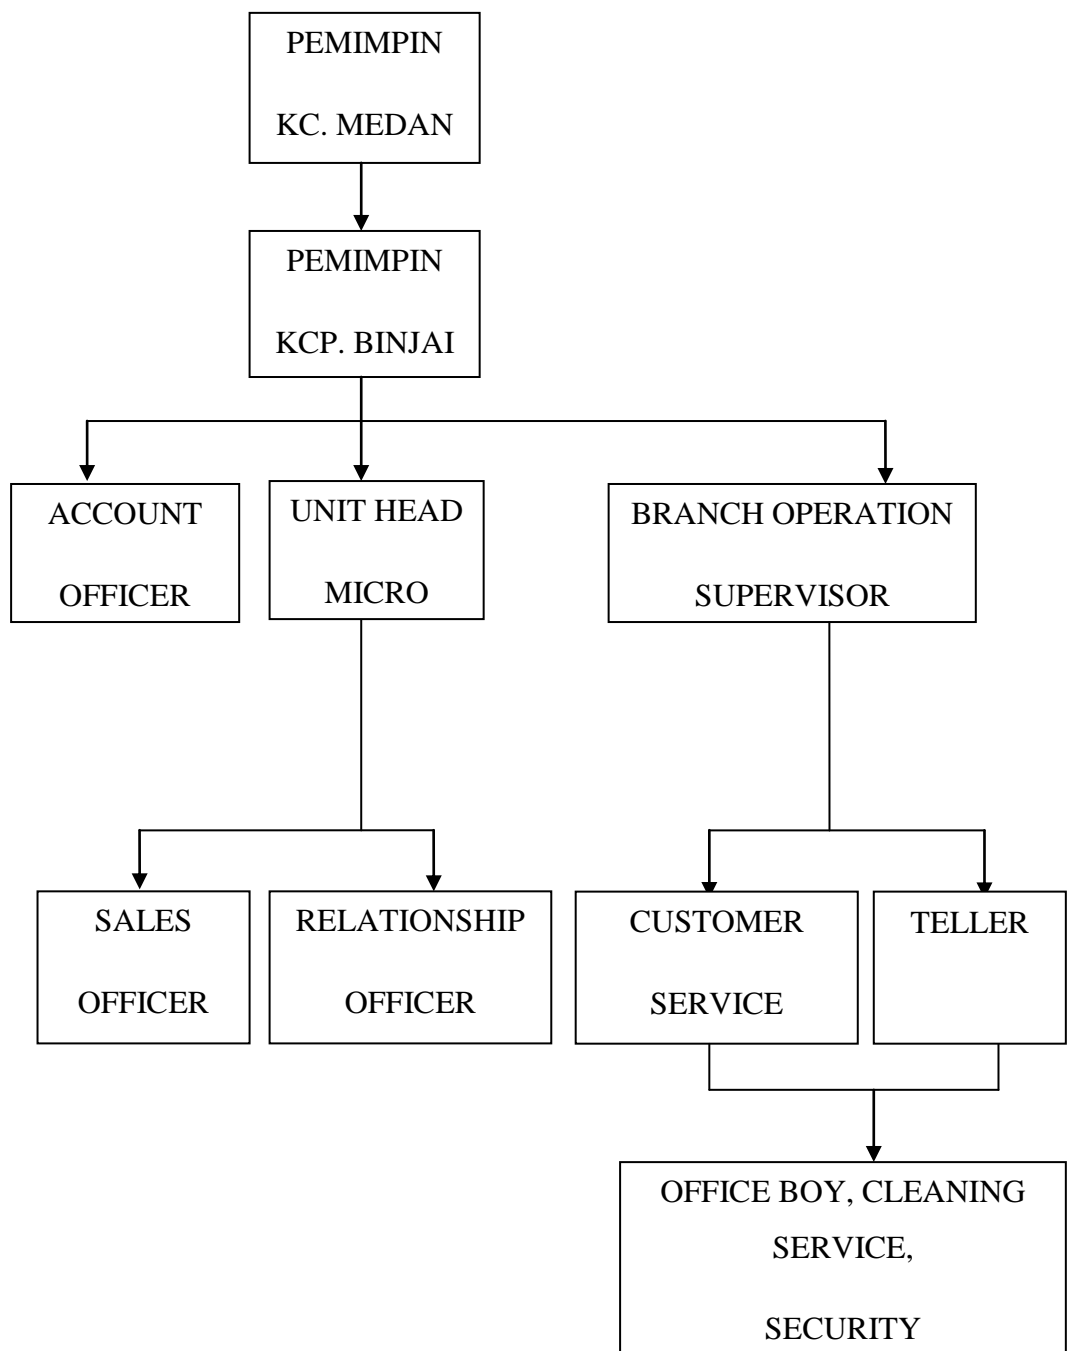 PEMIMPIN
KC. MEDAN
PEMIMPIN
KCP. BINJAI
ACCOUNT
OFFICER
UNIT HEAD
MICRO
BRANCH OPERATION
SUPERVISOR
SALES
OFFICER
RELATIONSHIP
OFFICER
CUSTOMER
SERVICE
TELLER
OFFICE BOY, CLEANING
SERVICE,
SECURITY